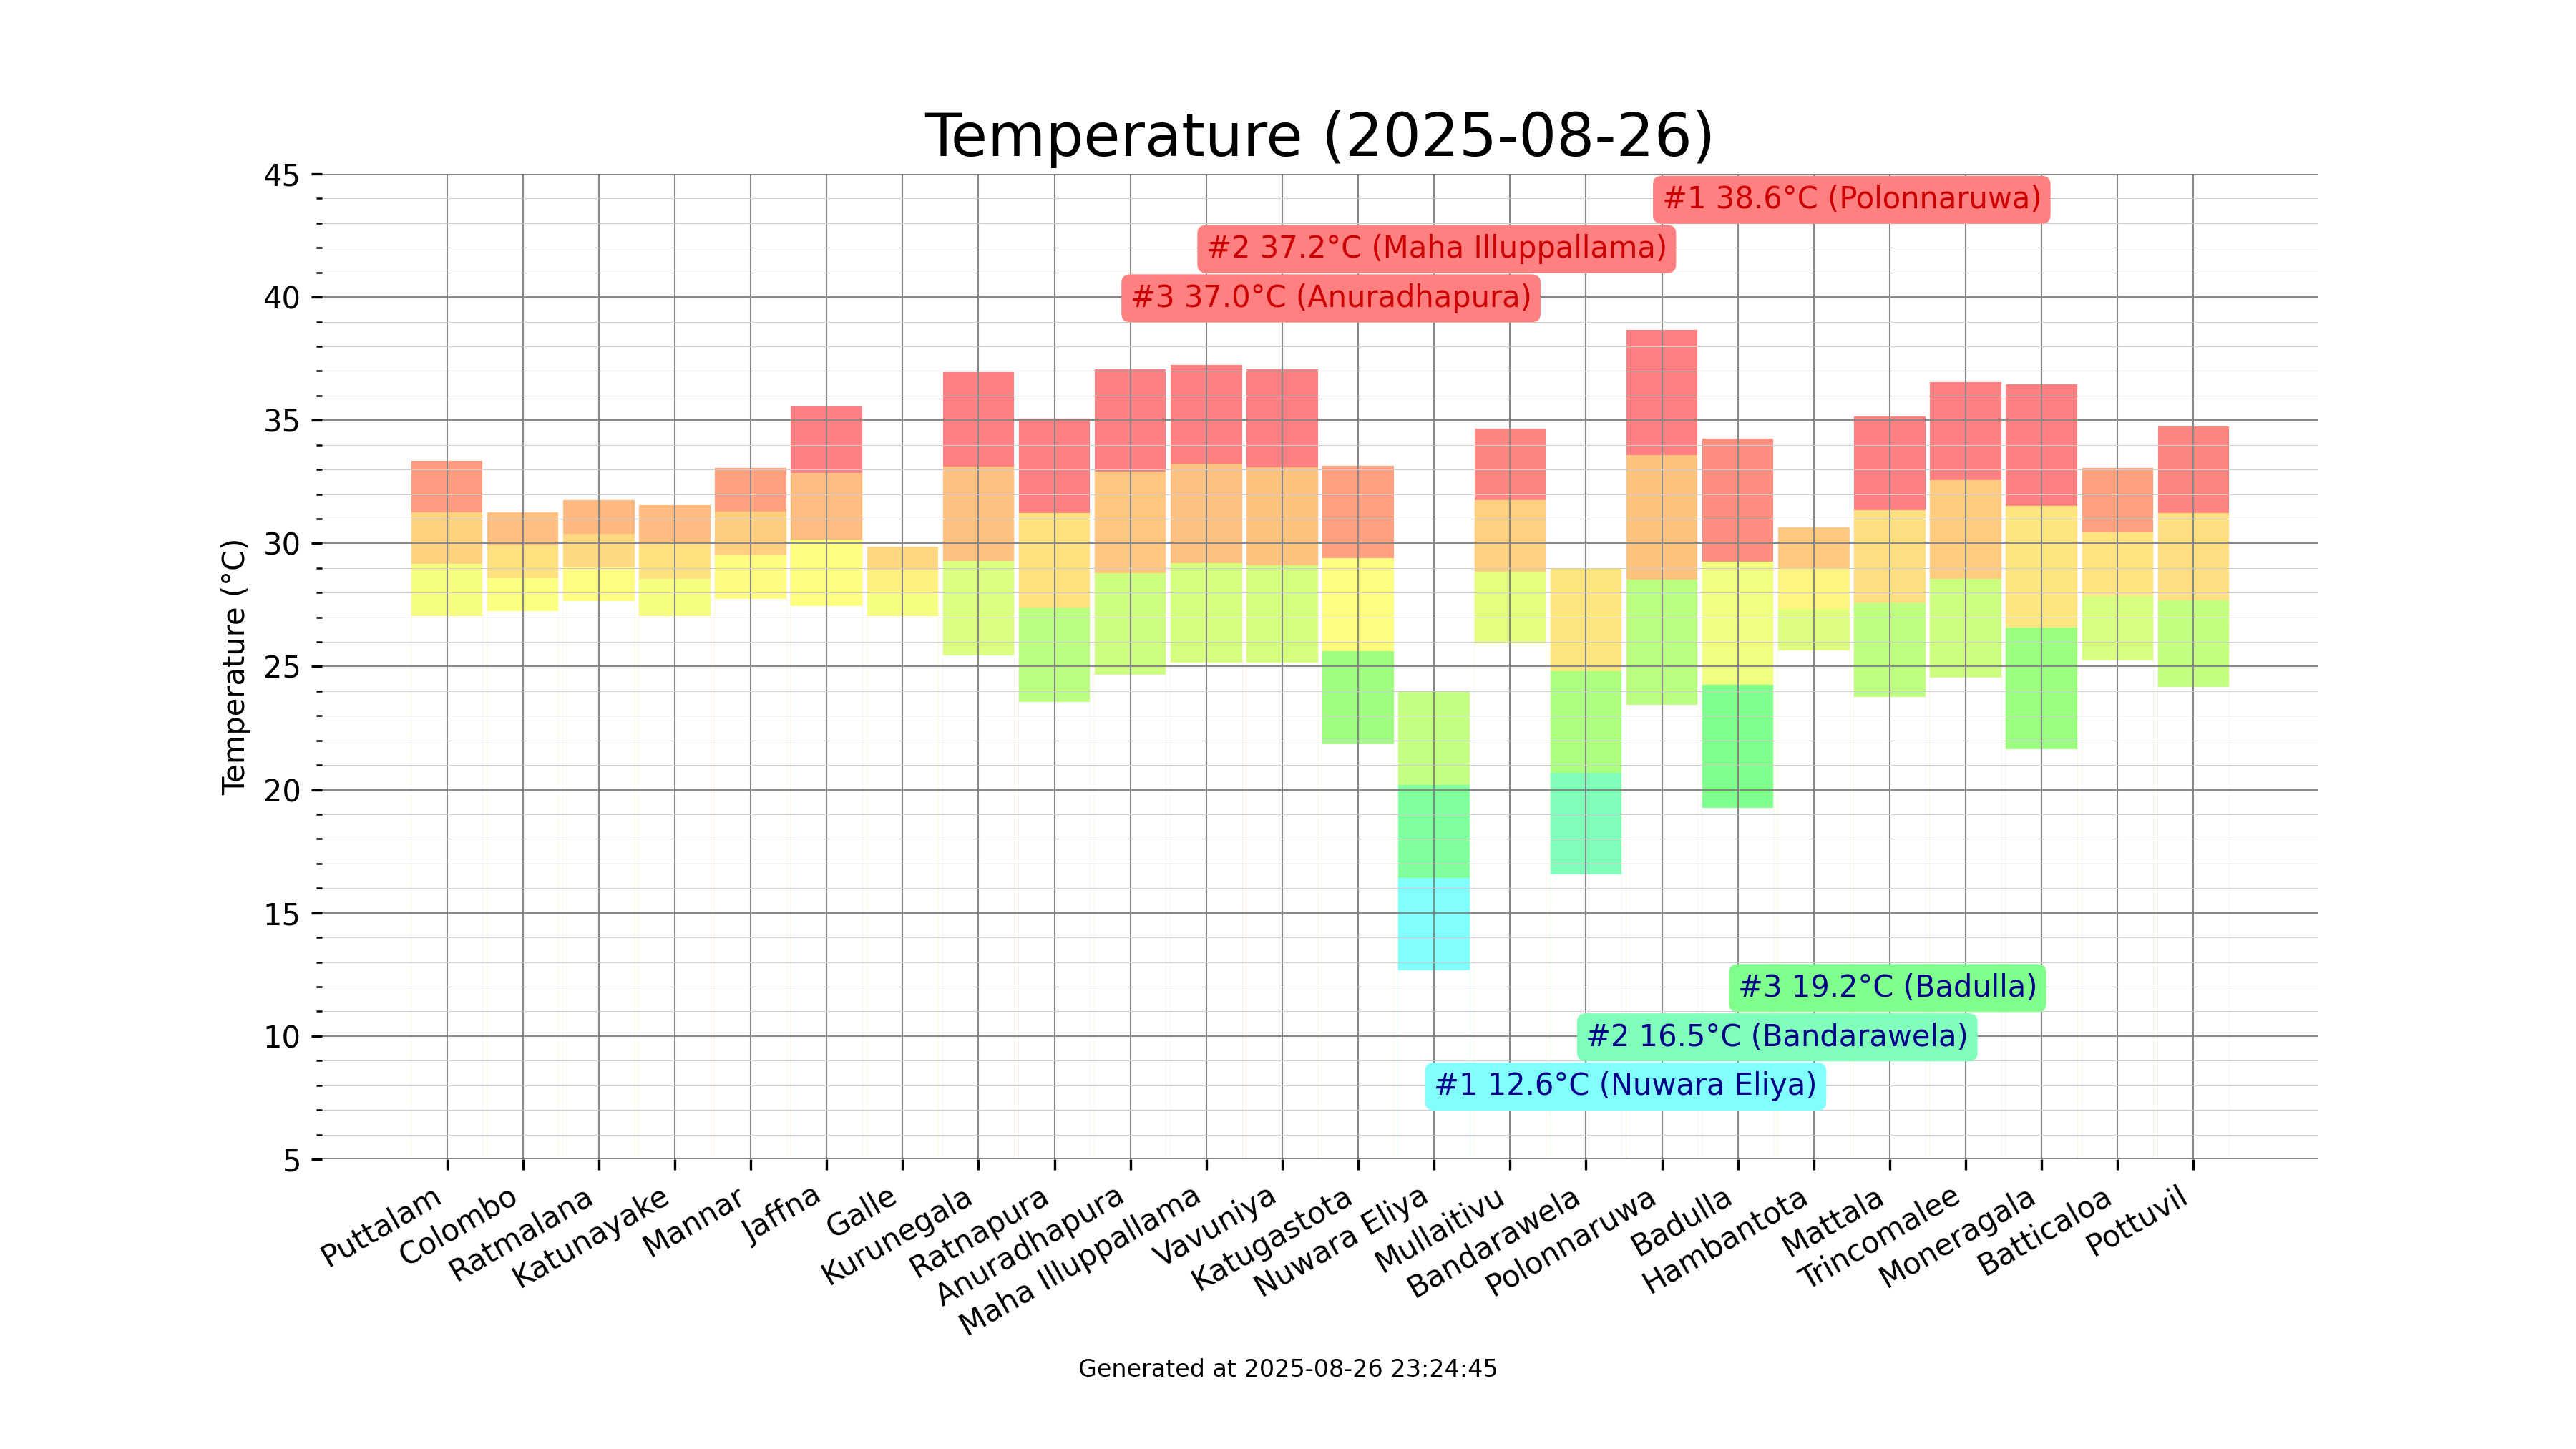 Temperature (2025-08-26)
45
40
35
30
25
20
15
10
5
Temperature (°C)
#1 38.6°C (Polonnaruwa)
#2 37.2°C (Maha Illuppallama)
#3 37.0°C (Anuradhapura)
#3 19.2°C (Badulla)
#2 16.5°C (Bandarawela)
#1 12.6°C (Nuwara Eliya)
Puttalam
Colombo
Ratmalana
Katunayake
Mannar
Jaffna
Galle
Kurunegala
Ratnapura
Anuradhapura
Maha Illuppallama
Vavuniya
Katugastota
Nuwara Eliya
Mullaitivu
Bandarawela
Polonnaruwa
Badulla
Hambantota
Mattala
Trincomalee
Moneragala
Batticaloa
Pottuvil
Generated at 2025-08-26 23:24:45